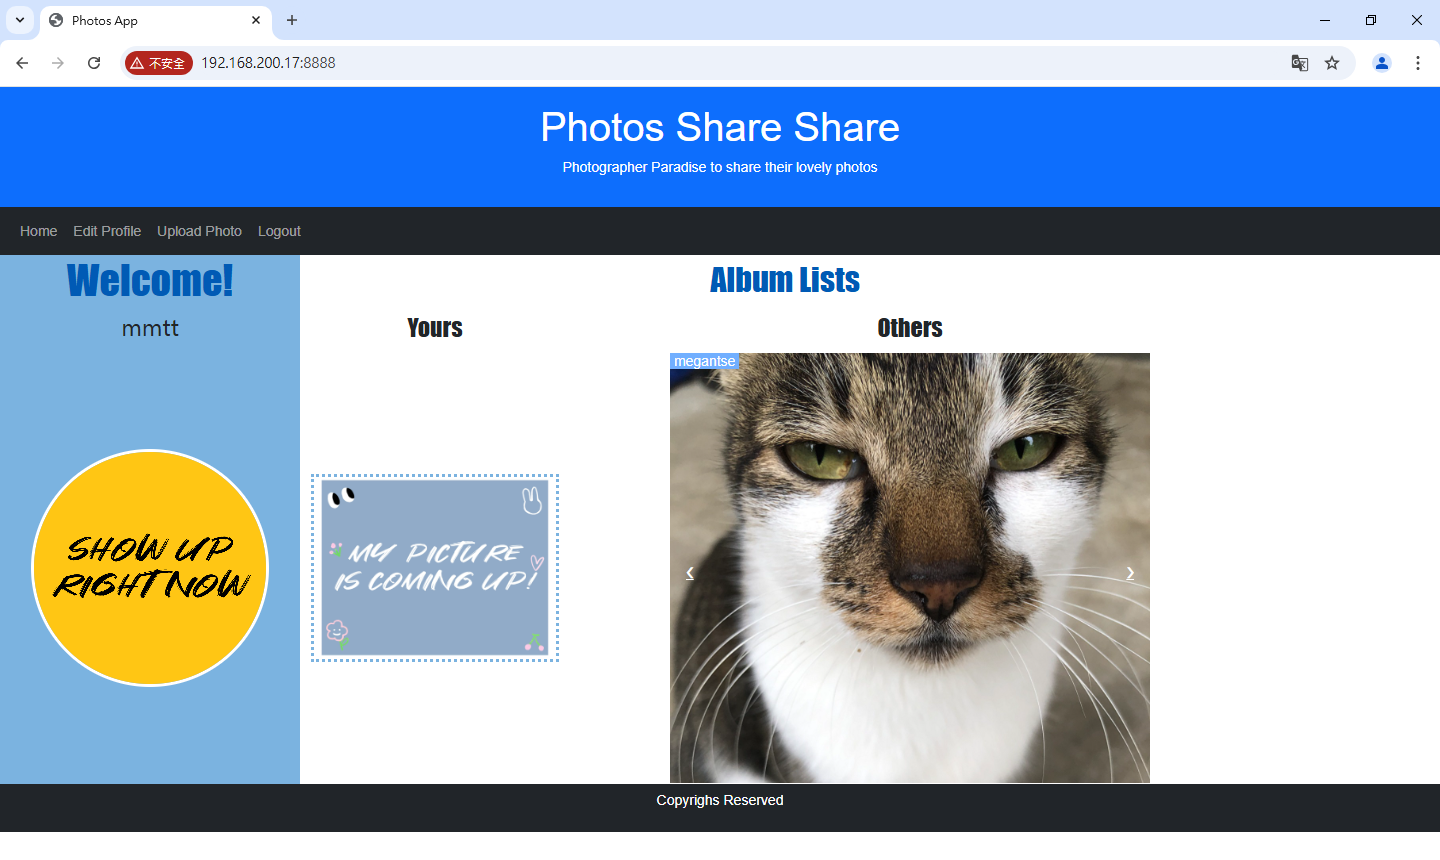 Photos App
不安全
192.168.200.17:8888
Photos Share Share
Photographer Paradise to share their lovely photos
Home Edit Profile Upload Photo Logout
Welcome!
mmtt
SHOW UP
RIGHT NOW
Album Lists
Yours
MY PICTURE
IS COMING UP!
Others
megantse
Copyrighs Reserved